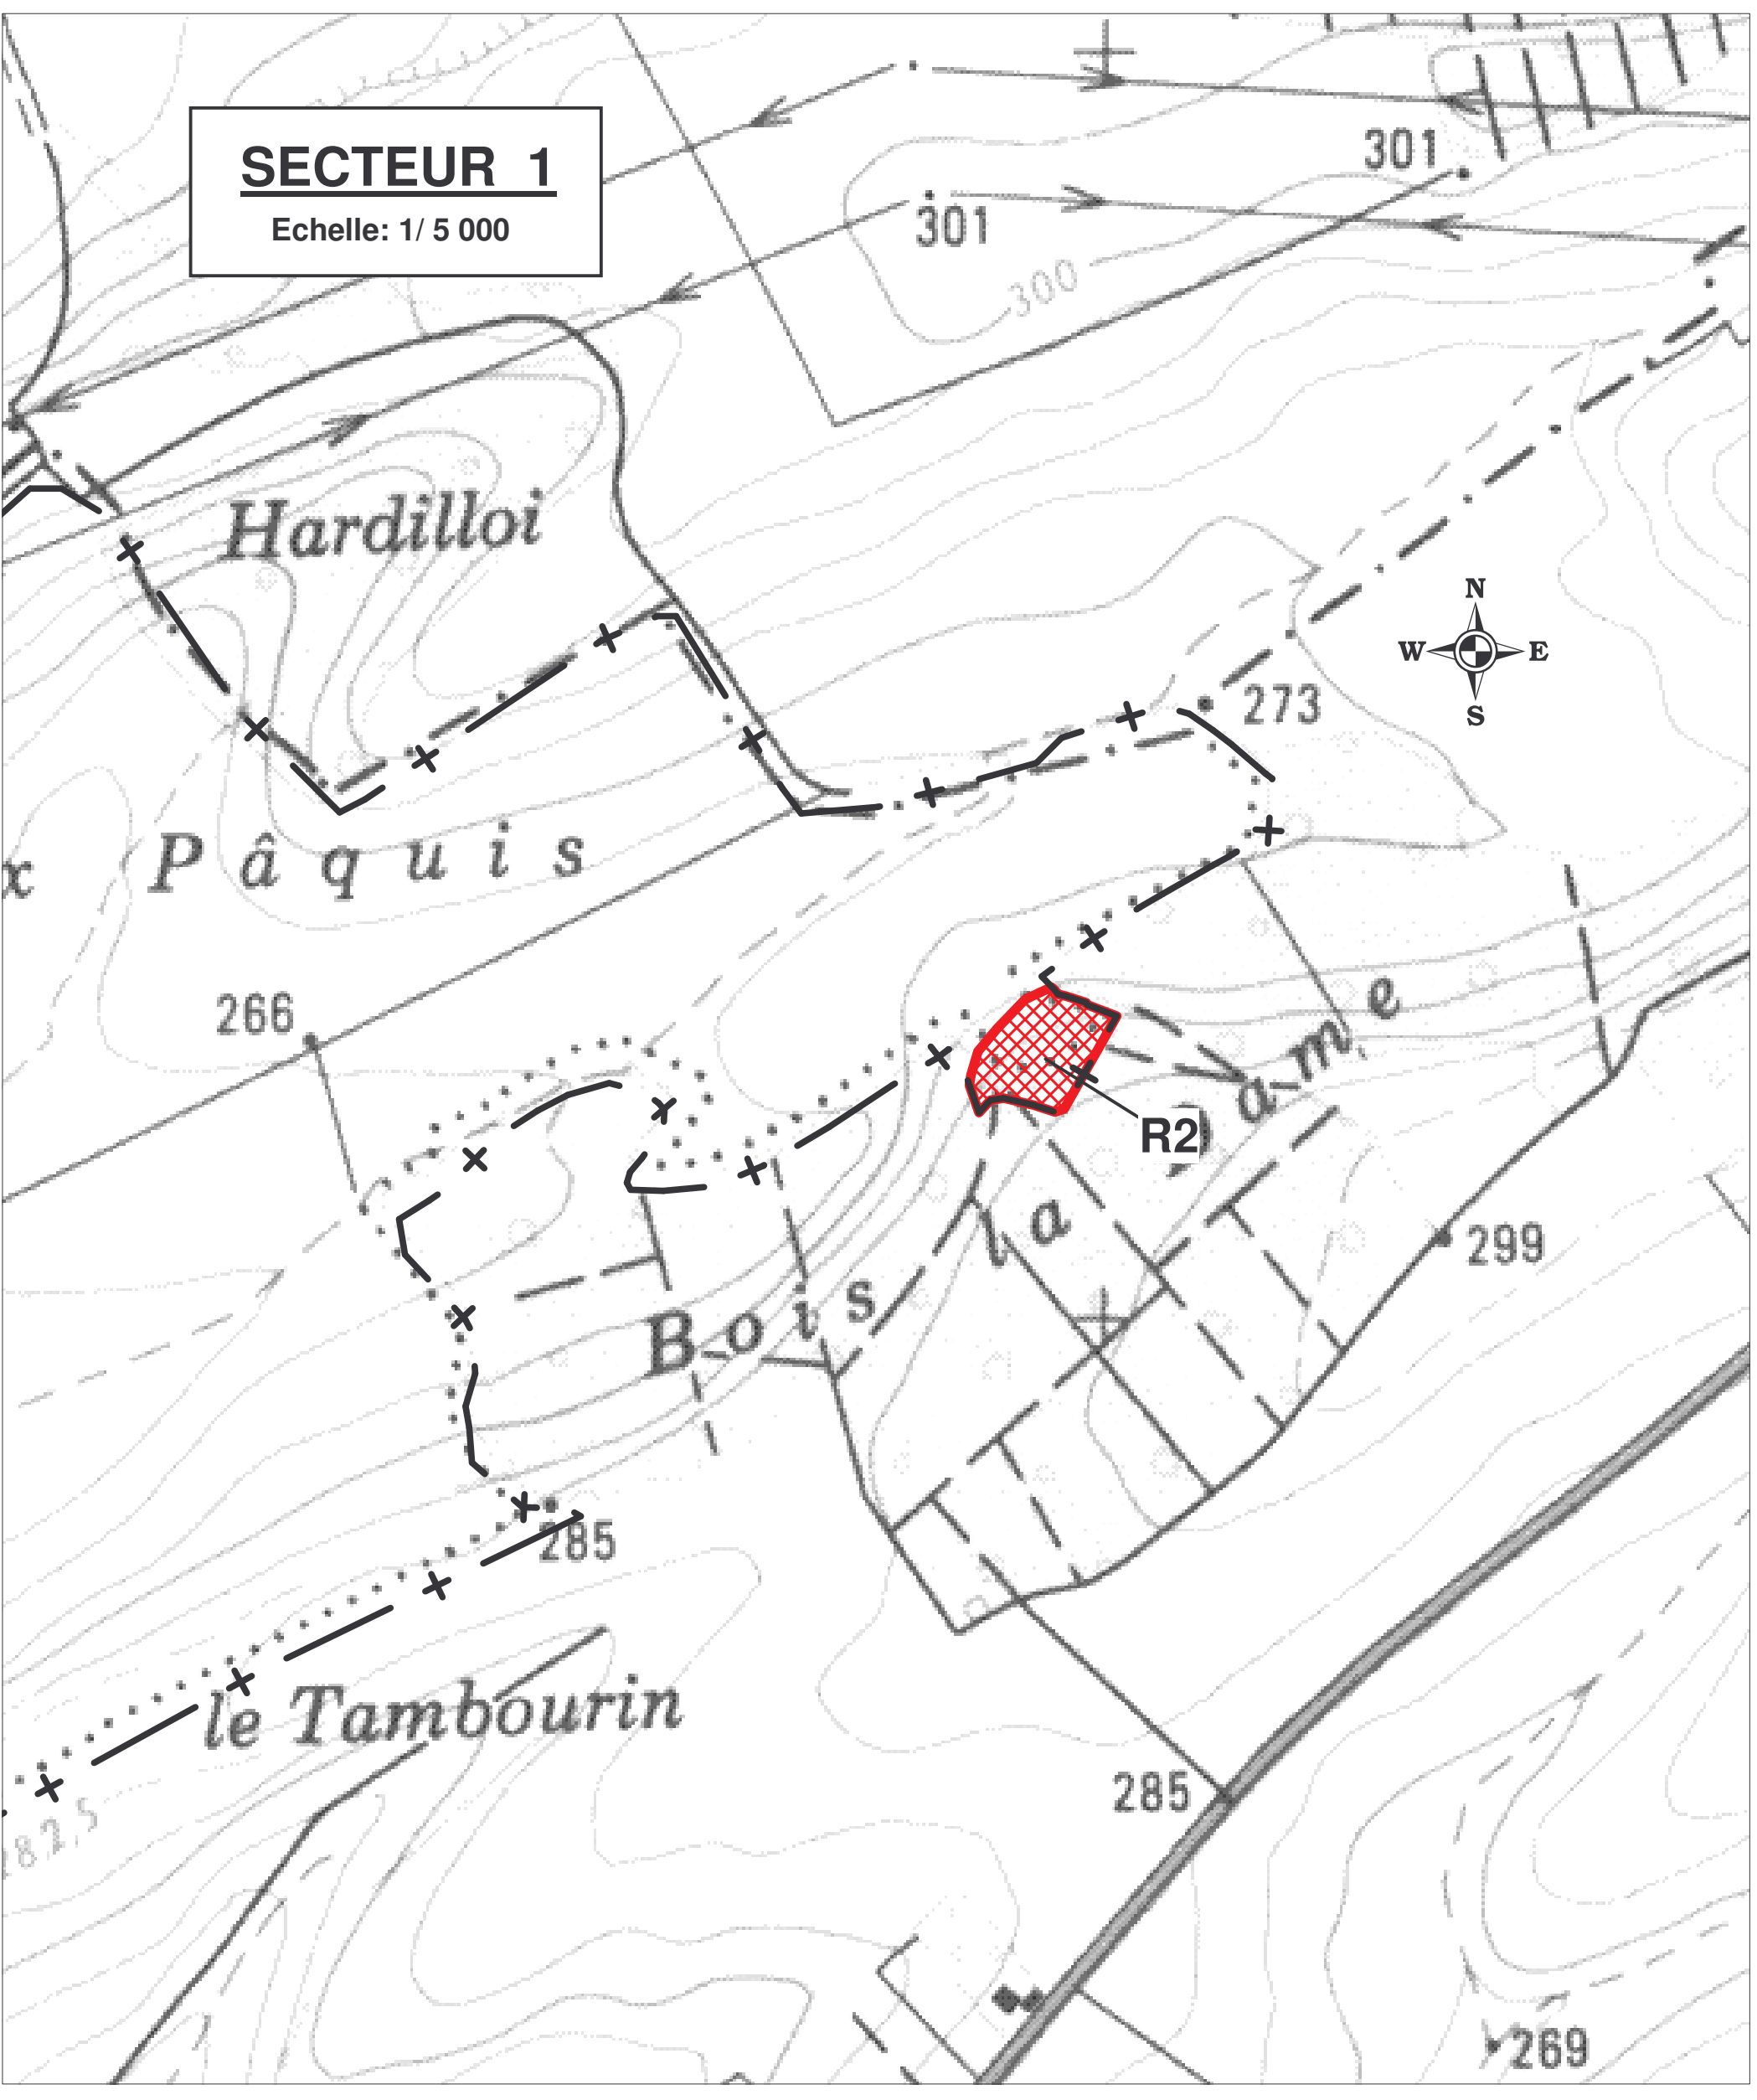 SECTEUR 1
Echelle: 1/ 5 000
301
301
300
Hardilloi
N
W E
S
273
x Pâquis
266
R2
Bois la Dame
299
285
le Tambourin
285
269